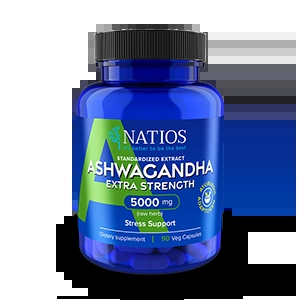 NATIOS
better to be the best
STANDARDIZED EXTRACT
ASHWAGANDHA
EXTRA STRENGTH
5000 mg
(raw herb)
Stress Support
Dietary supplement
90 Veg Capsules